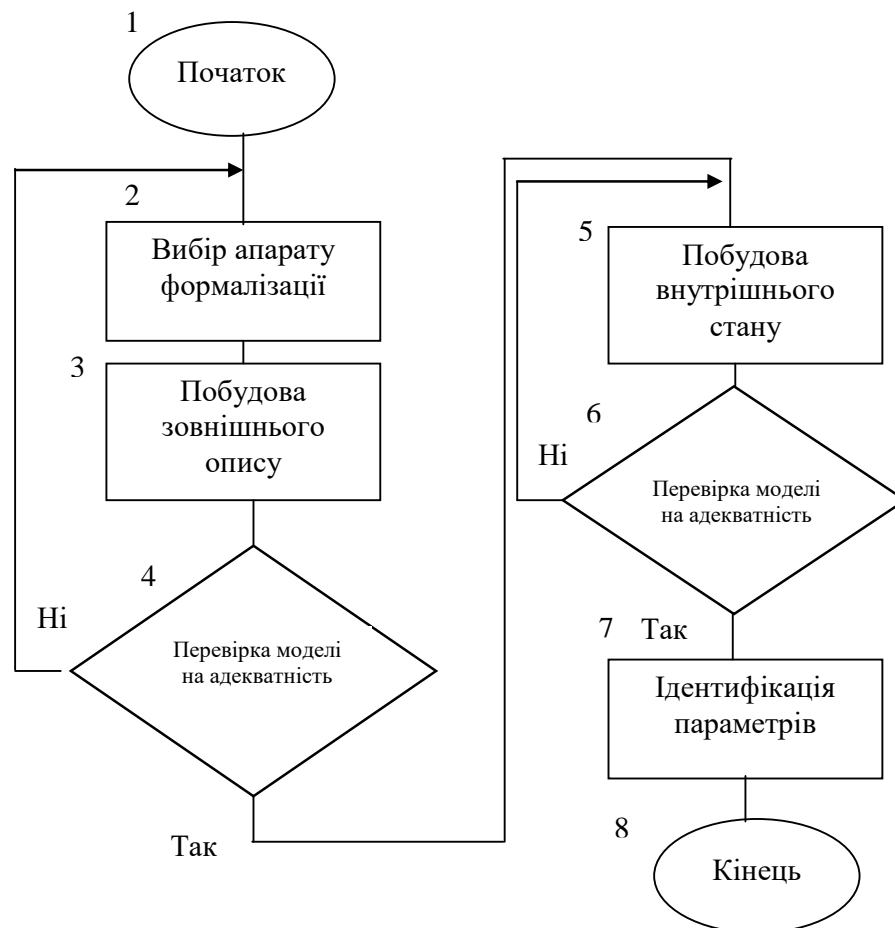 1
Початок
2
Вибір апарату
формалізації
3
Побудова
зовнішнього
опису
4
Ні
Перевірка моделі
на адекватність
Так
5
Побудова
внутрішнього
стану
6
Ні
Перевірка моделі
на адекватність
7
Так
Ідентифікація
параметрів
8
Кінець